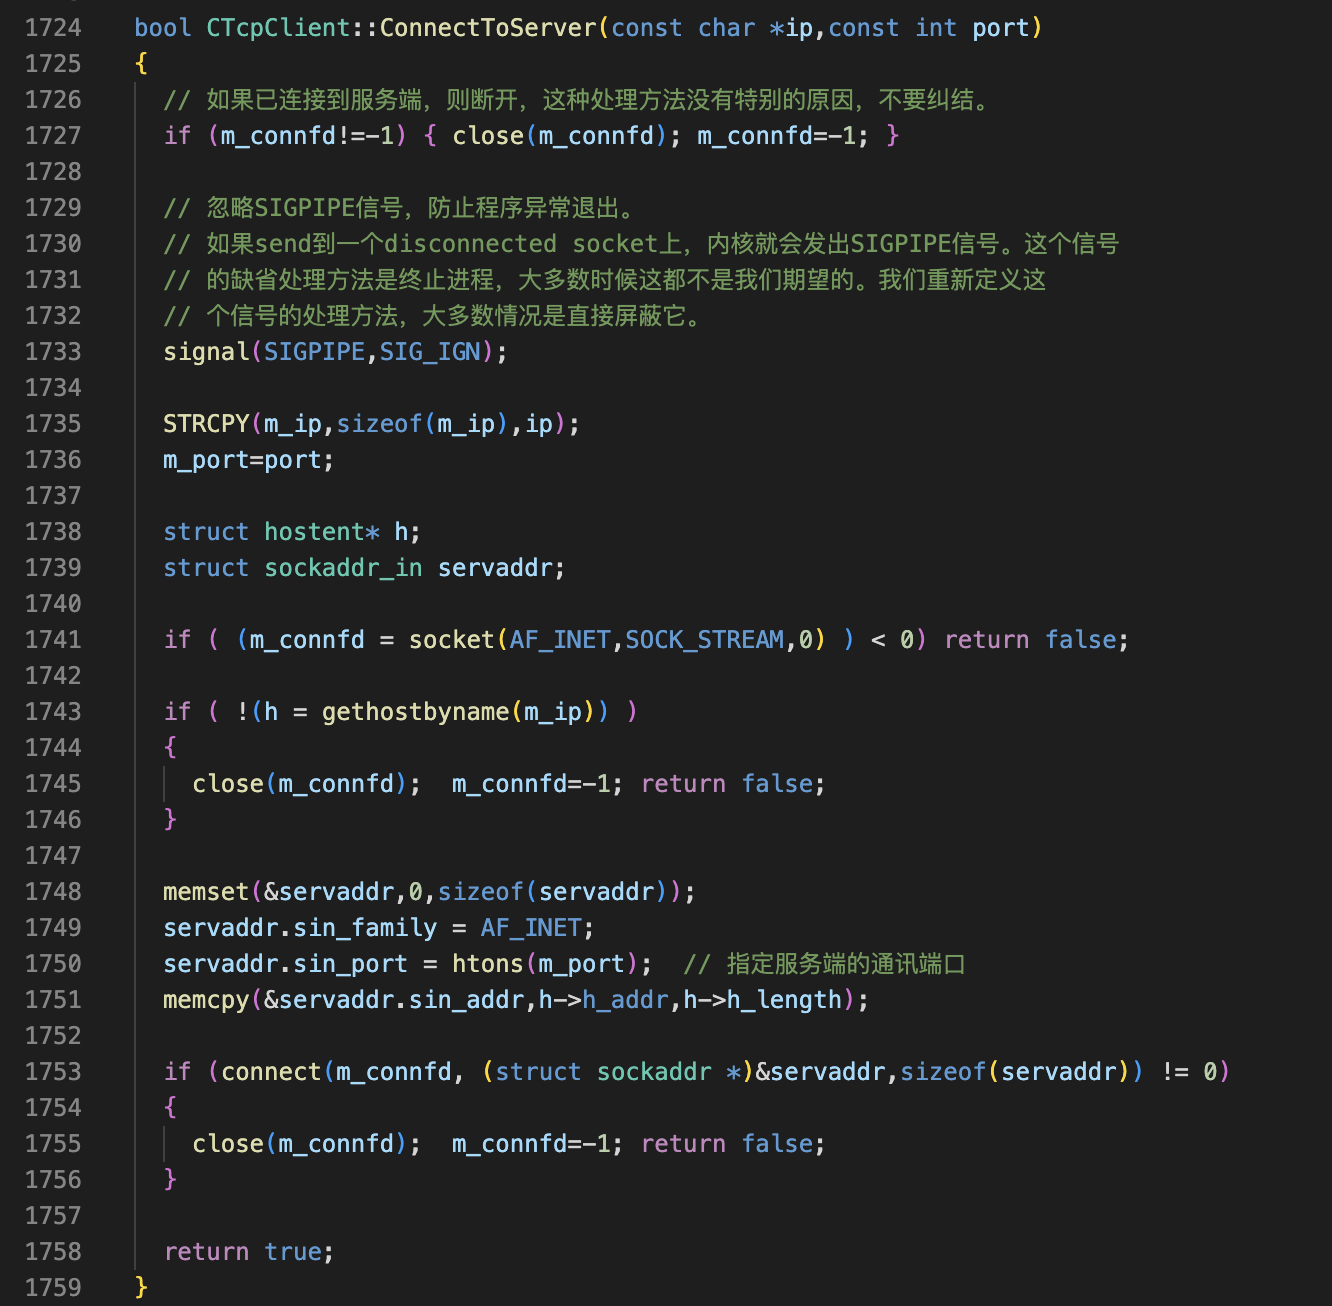 1724 bool CTcpClient::ConnectToServer(const char *ip,const int port)
1725 {
1726 // 如果已连接到服务端，则断开，这种处理方法没有特别的原因，不要纠结。
1727 if (m_connfd!=-1) { close(m_connfd); m_connfd=-1; }
1728
1729 // 忽略SIGPIPE信号，防止程序异常退出。
1730 // 如果send到一个disconnected socket上，内核就会发出SIGPIPE信号。这个信号
1731 // 的缺省处理方法是终止进程，大多数时候这都不是我们期望的。我们重新定义这
1732 // 个信号的处理方法，大多数情况是直接屏蔽它。
1733 signal(SIGPIPE,SIG_IGN);
1734
1735 STRCPY(m_ip,sizeof(m_ip),ip);
1736 m_port=port;
1737
1738 struct hostent* h;
1739 struct sockaddr_in servaddr;
1740
1741 if ( (m_connfd = socket(AF_INET,SOCK_STREAM,0) ) < 0) return false;
1742
1743 if ( !(h = gethostbyname(m_ip)) )
1744 {
1745 close(m_connfd);  m_connfd=-1; return false;
1746 }
1747
1748 memset(&servaddr,0,sizeof(servaddr));
1749 servaddr.sin_family = AF_INET;
1750 servaddr.sin_port = htons(m_port);  // 指定服务端的通讯端口
1751 memcpy(&servaddr.sin_addr,h->h_addr,h->h_length);
1752
1753 if (connect(m_connfd, (struct sockaddr *)&servaddr,sizeof(servaddr)) != 0)
1754 {
1755 close(m_connfd);  m_connfd=-1; return false;
1756 }
1757
1758 return true;
1759 }